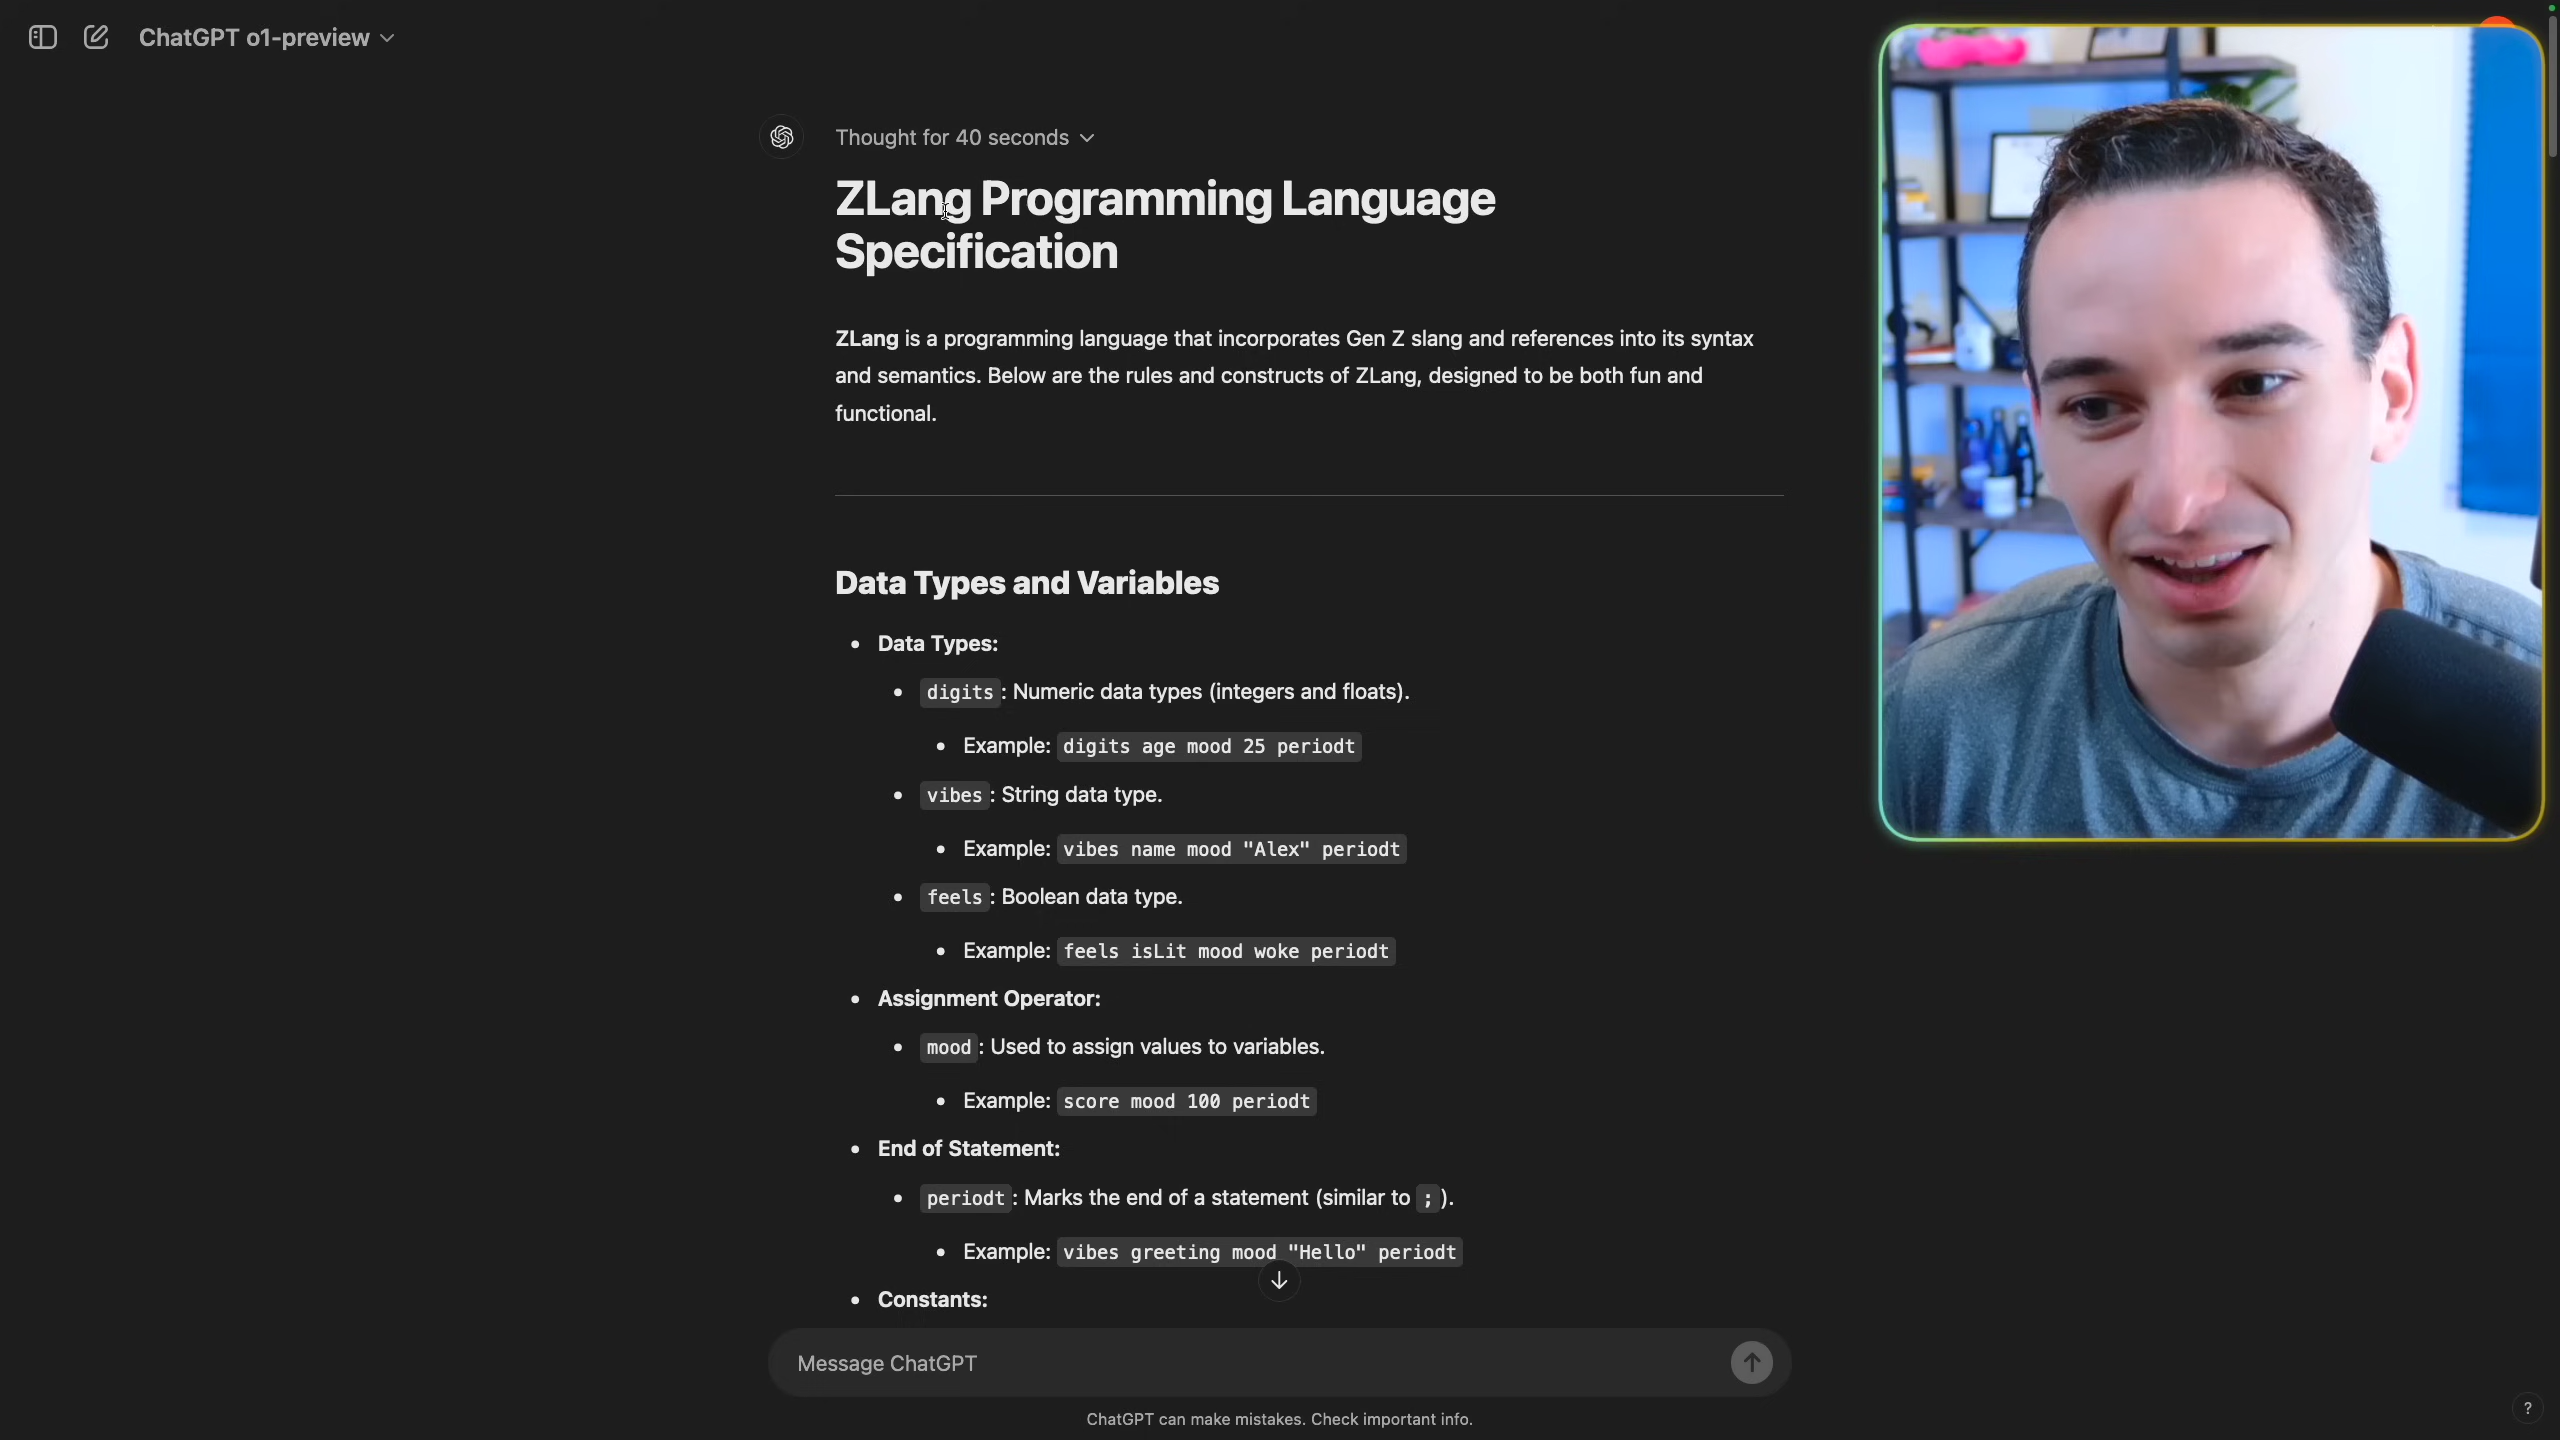 ChatGPT o1-preview
Thought for 40 seconds
ZLang Programming Language
Specification
ZLang is a programming language that incorporates Gen Z slang and references into its syntax
and semantics. Below are the rules and constructs of ZLang, designed to be both fun and
functional.
Data Types and Variables
Data Types:
digits: Numeric data types (integers and floats).
Example: digits age mood 25 periodt
vibes: String data type.
Example: vibes name mood "Alex" periodt
feels: Boolean data type.
Example: feels isLit mood woke periodt
Assignment Operator:
mood: Used to assign values to variables.
Example: score mood 100 periodt
End of Statement:
periodt: Marks the end of a statement (similar to ;).
Example: vibes greeting mood "Hello" periodt
Constants:
Message ChatGPT
ChatGPT can make mistakes. Check important info.
?